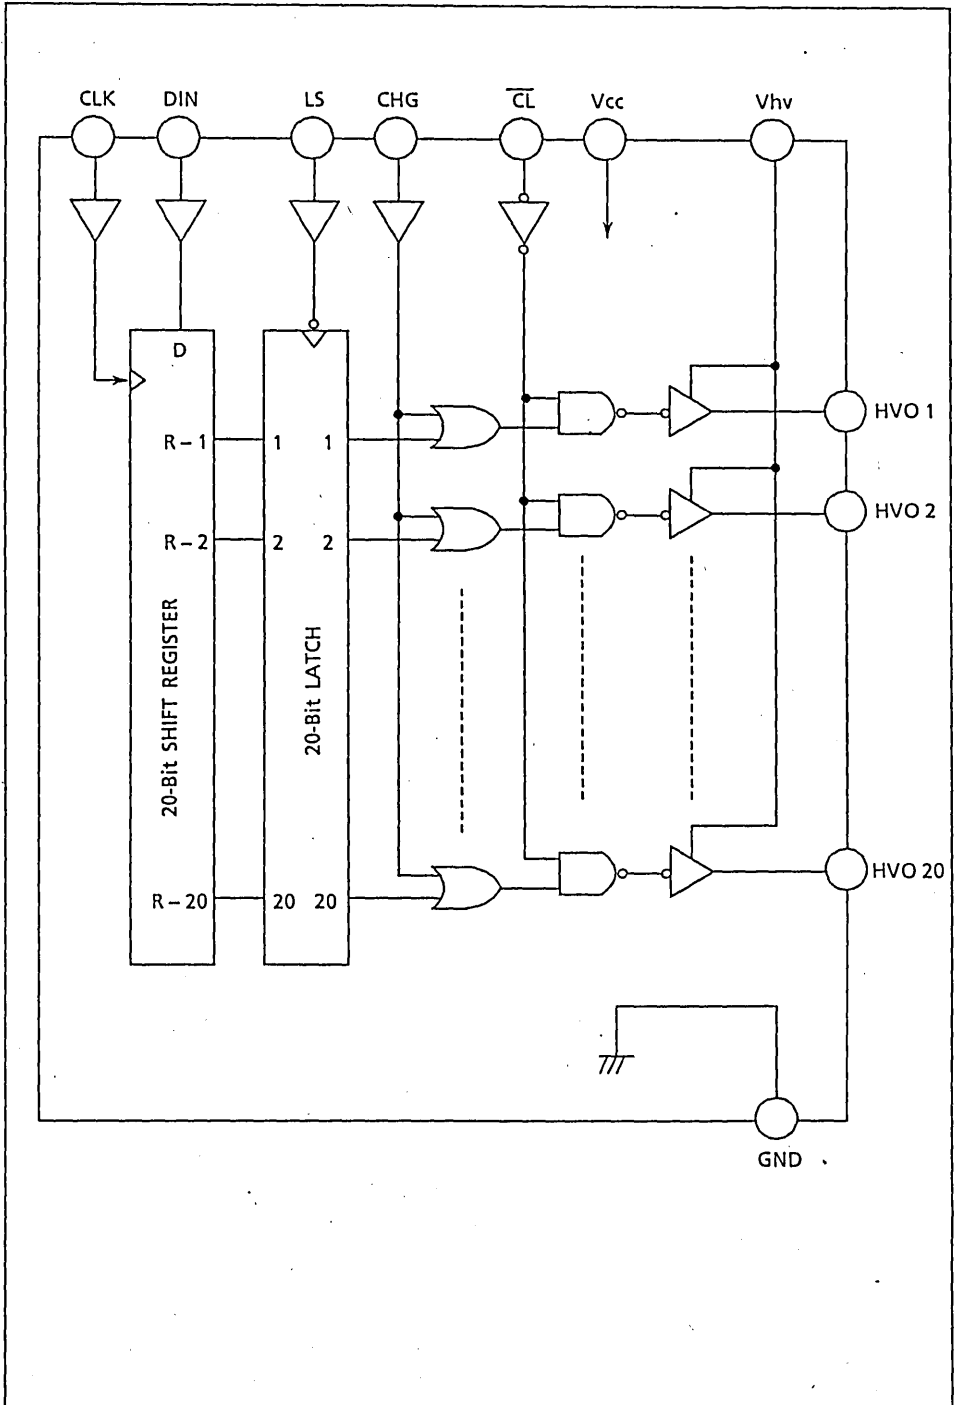 CLK DIN LS CHG C̅L̅ Vcc Vhv
D
R-1 1 1
HVO 1
R-2 2 2
HVO 2
20-Bit SHIFT REGISTER
20-Bit LATCH
R-20 20 20
HVO 20
GND